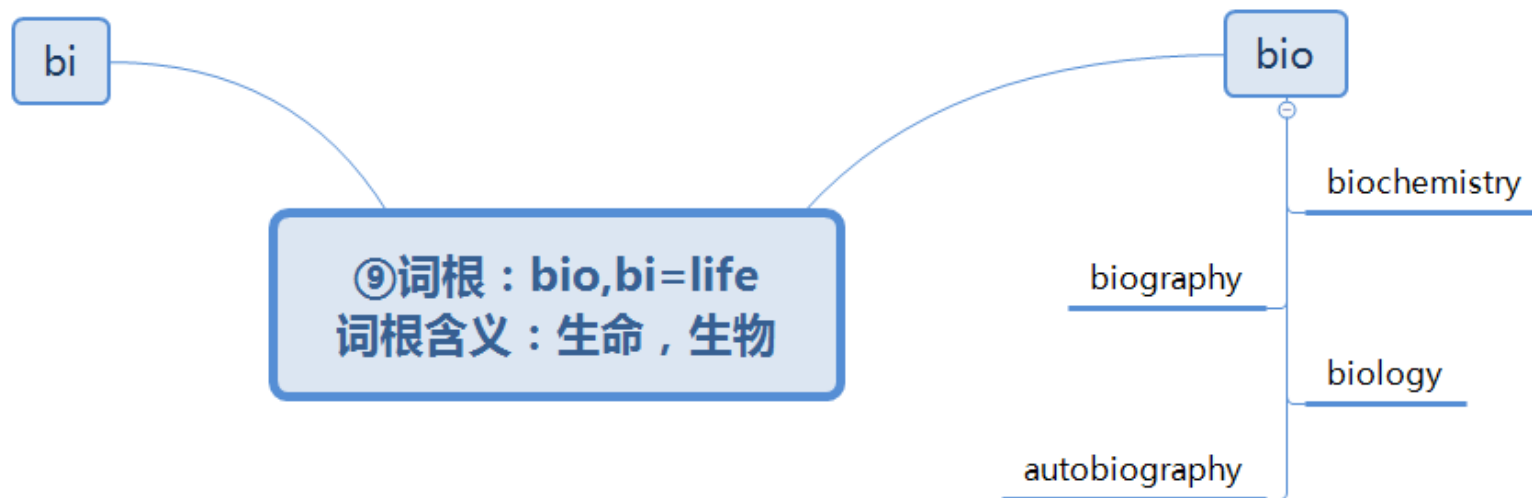 bi
bio
⑨词根：bio,bi=life
词根含义：生命，生物
biochemistry
biography
biology
autobiography